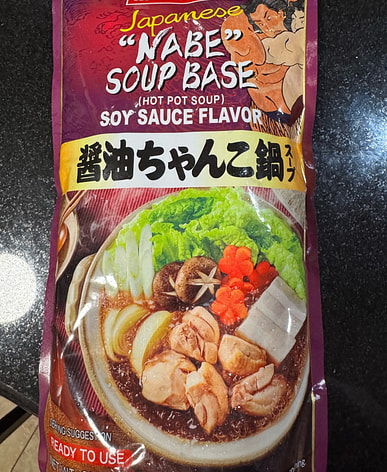 Japanese
"NABE"
SOUP BASE
(HOT POT SOUP)
SOY SAUCE FLAVOR
醤油ちゃんこ鍋スープ
SUGGESTION
READY TO USE